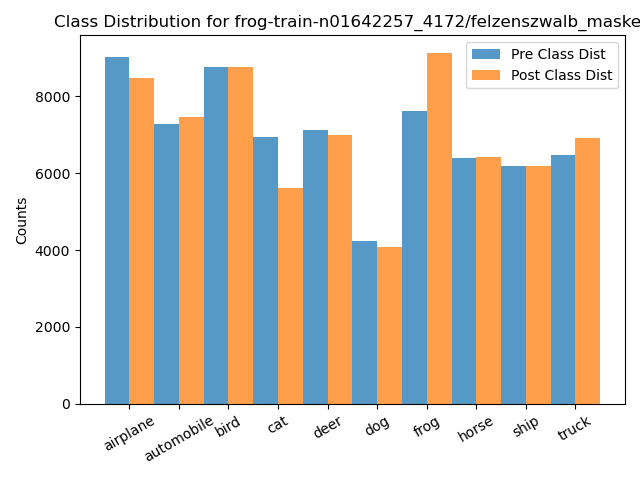 Class Distribution for frog-train-n01642257_4172/felzenszwalb_maske
Pre Class Dist
Post Class Dist
Counts
8000
6000
4000
2000
0
airplane
automobile
bird
cat
deer
dog
frog
horse
ship
truck